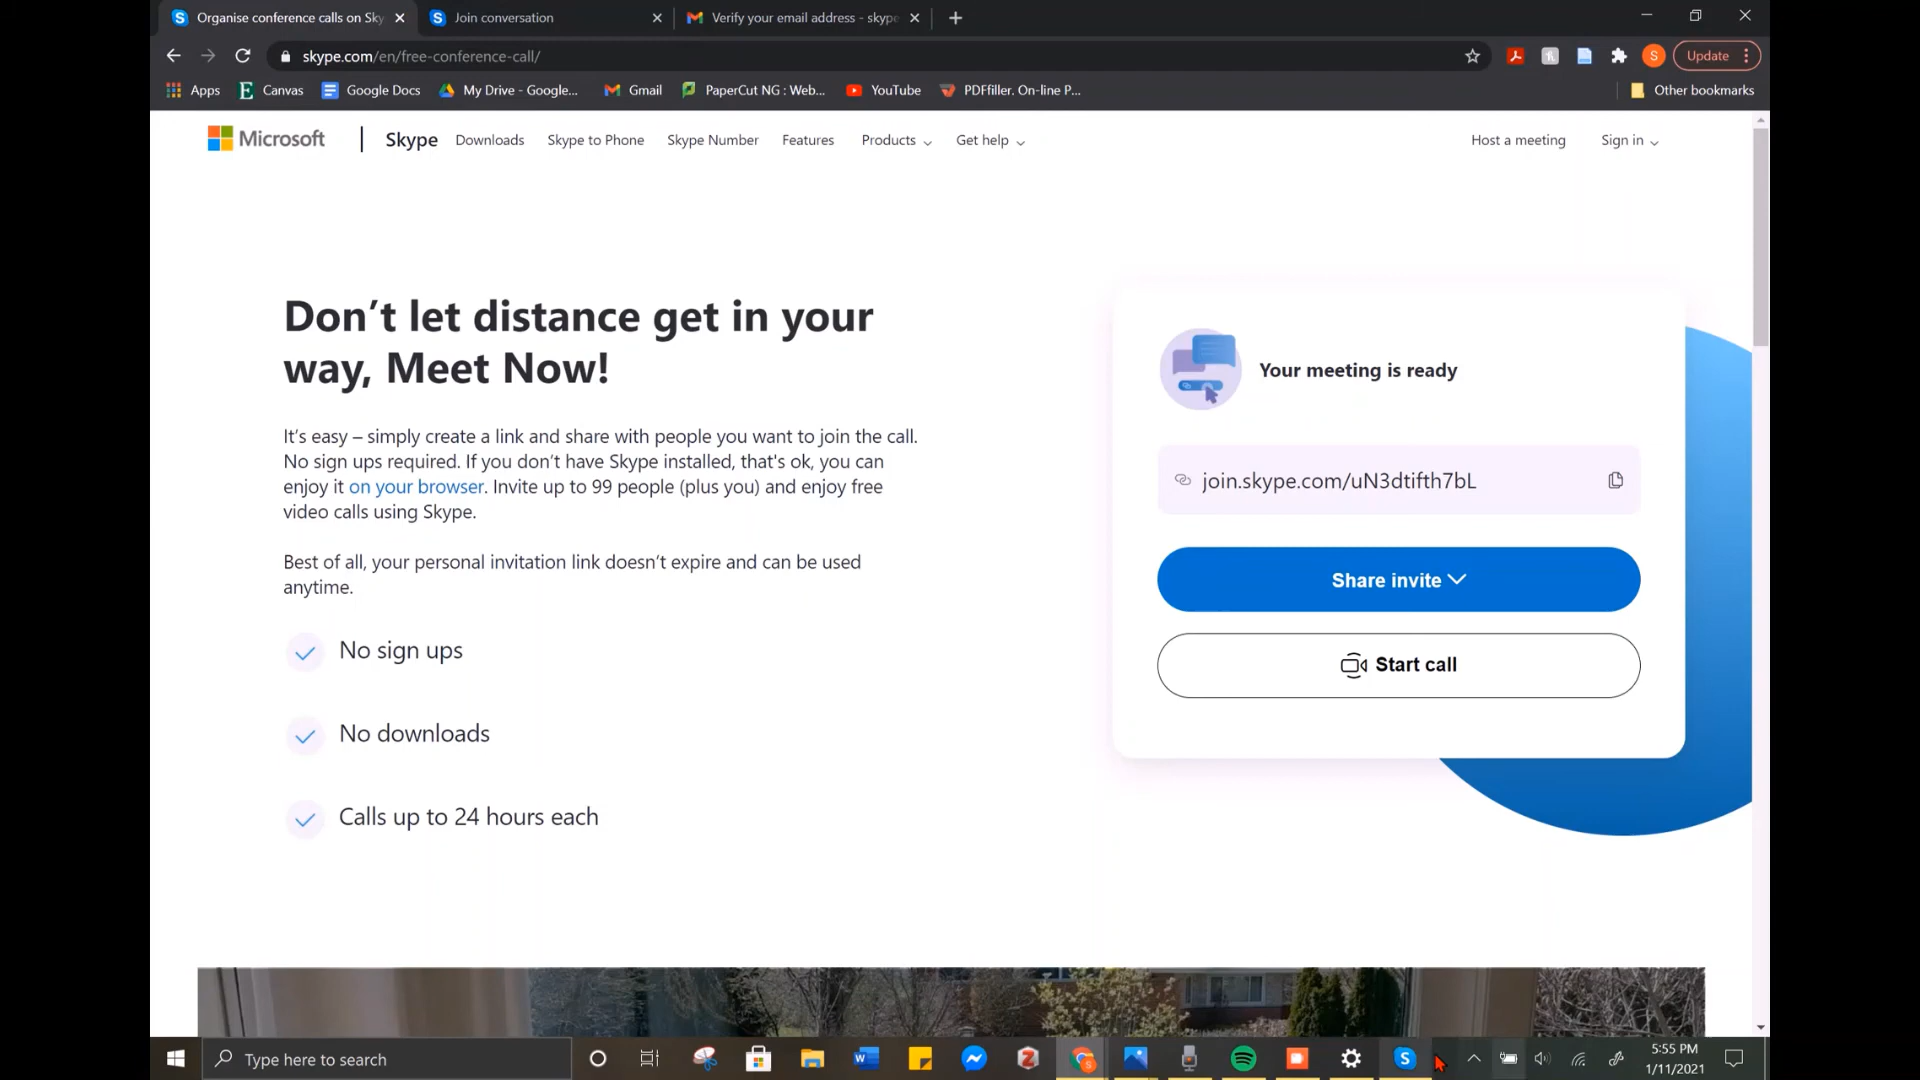 Organise conference calls on Sky
Join conversation
Verify your email address - skype
skype.com/en/free-conference-call/
S
Update
Apps
Canvas
Google Docs
My Drive - Google...
Gmail
PaperCut NG : Web...
YouTube
PDFfiller. On-line P...
Other bookmarks
Microsoft
Skype
Downloads
Skype to Phone
Skype Number
Features
Products
Get help
Host a meeting
Sign in
Don’t let distance get in your
way, Meet Now!
It’s easy – simply create a link and share with people you want to join the call.
No sign ups required. If you don’t have Skype installed, that's ok, you can
enjoy it on your browser. Invite up to 99 people (plus you) and enjoy free
video calls using Skype.
Best of all, your personal invitation link doesn’t expire and can be used
anytime.
No sign ups
No downloads
Calls up to 24 hours each
Your meeting is ready
join.skype.com/uN3dtifth7bL
Share invite
Start call
Type here to search
5:55 PM
1/11/2021